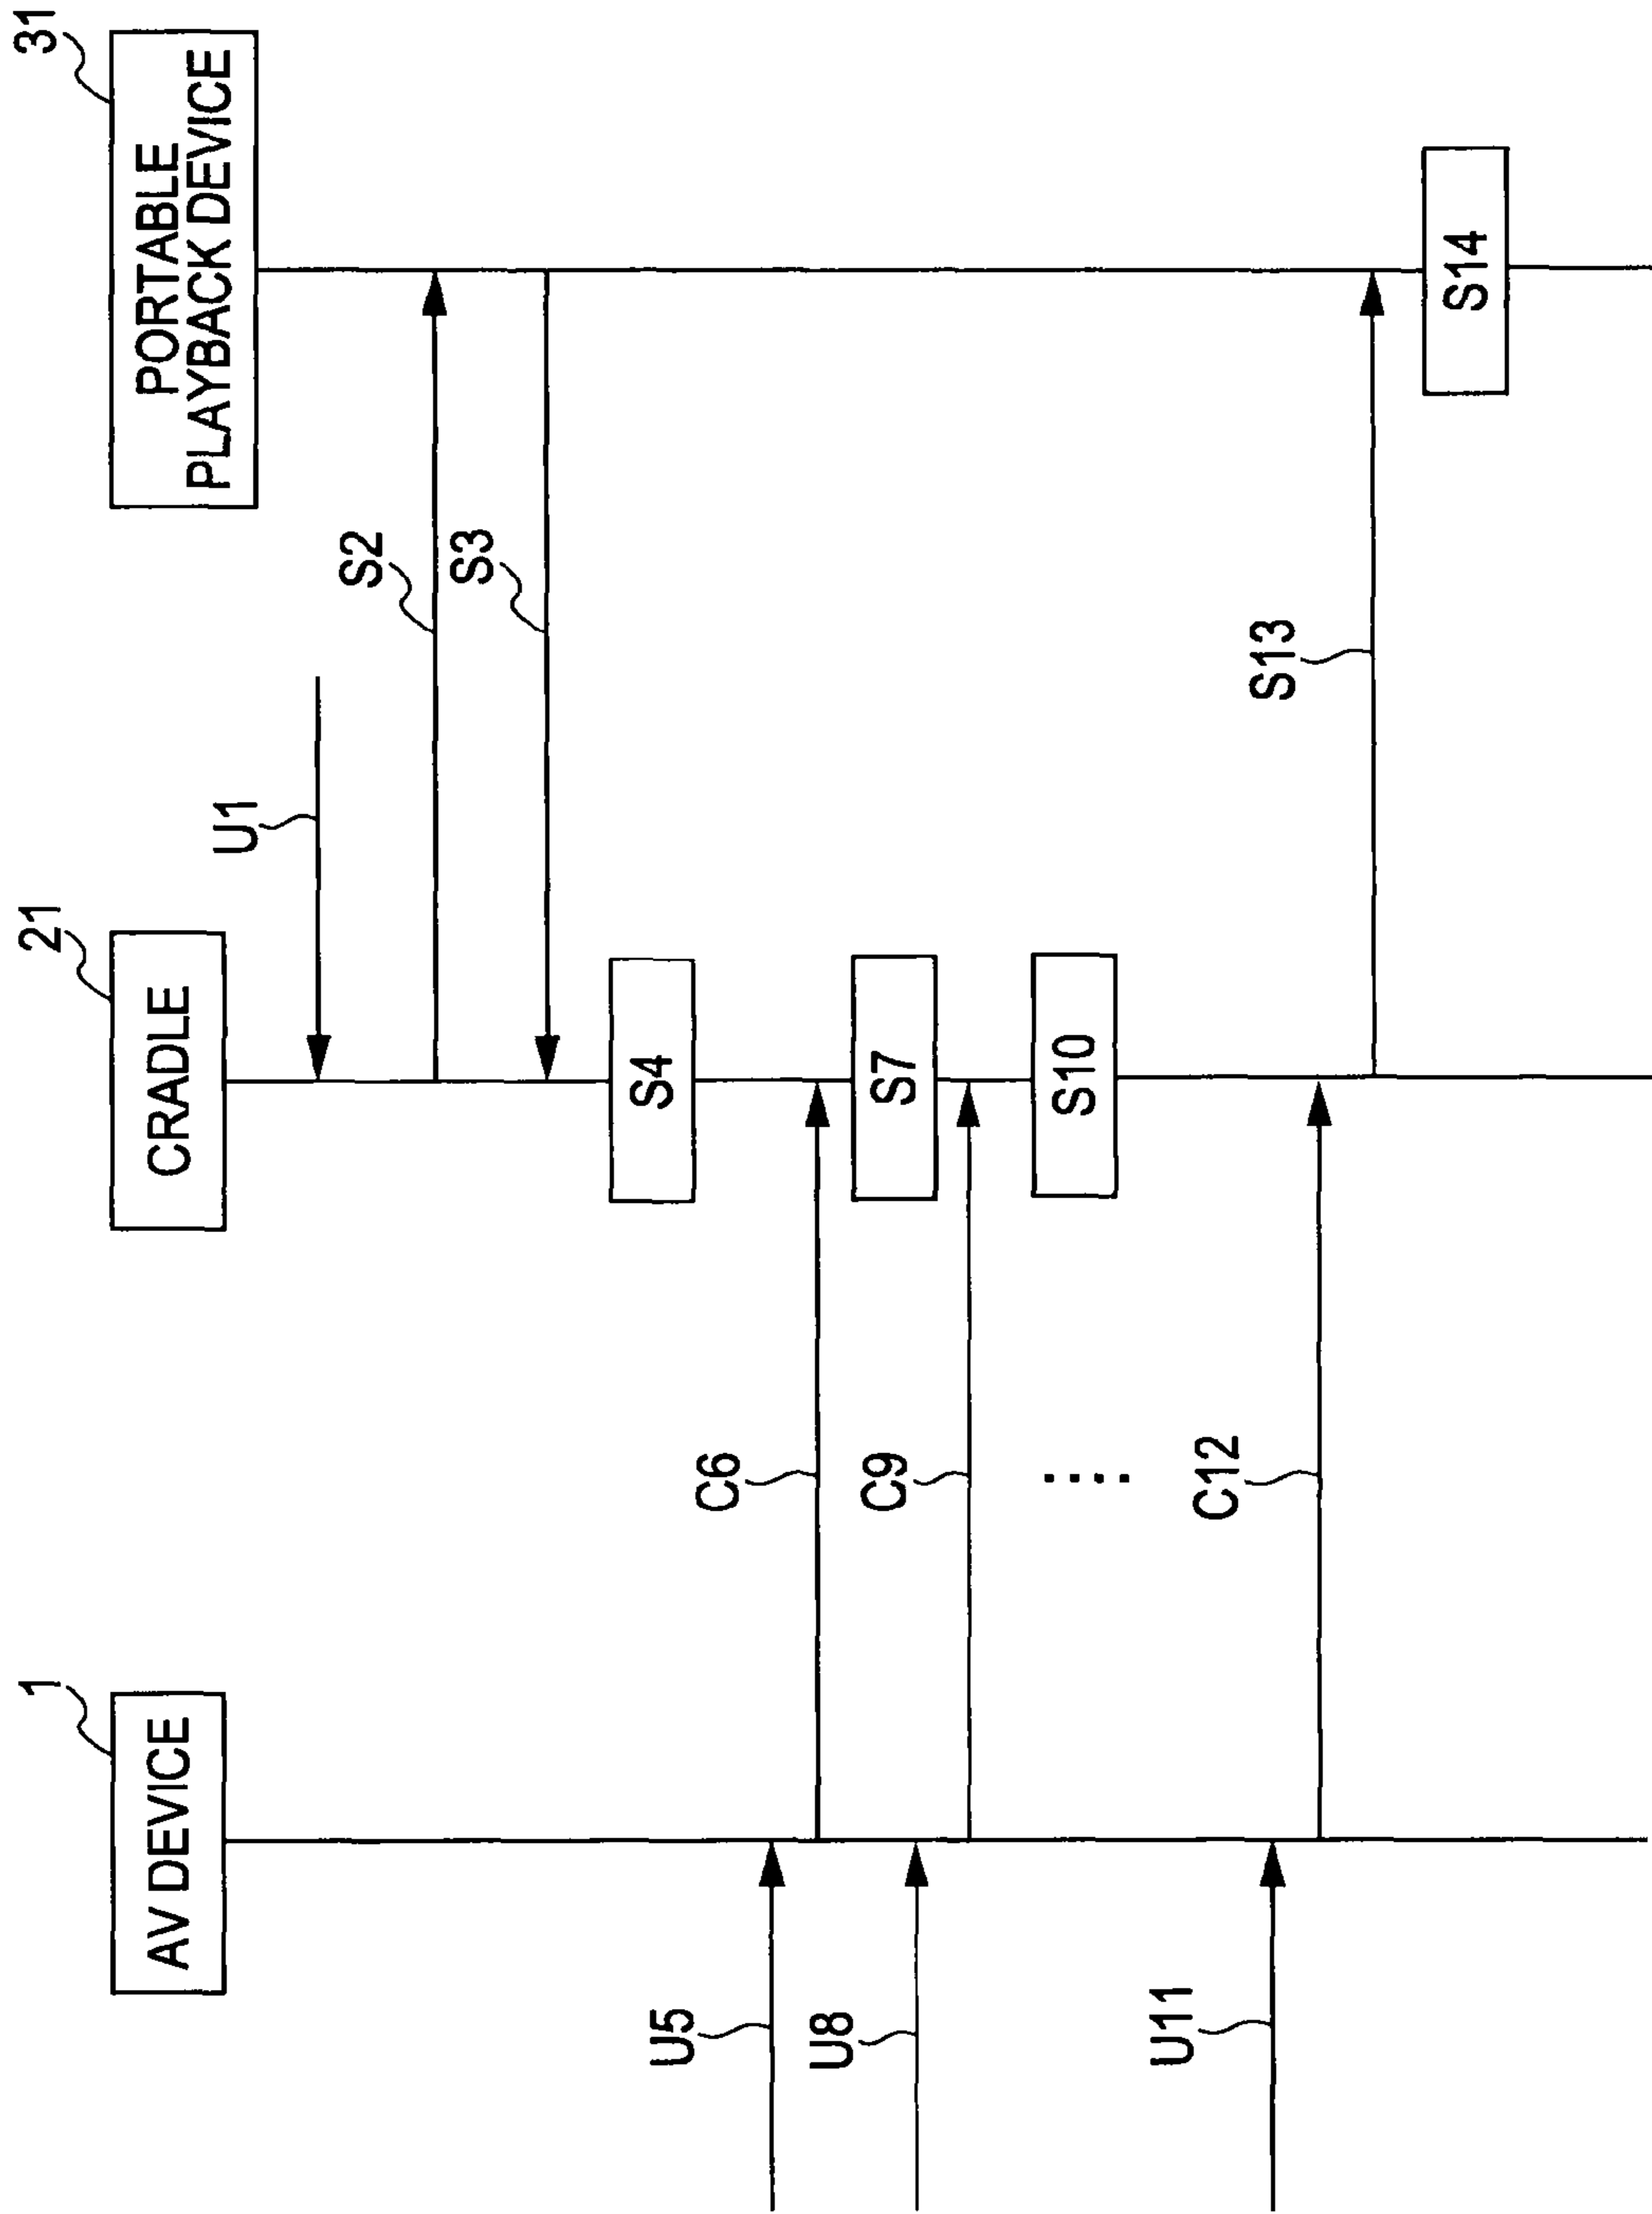 1
AV DEVICE
21
CRADLE
31
PORTABLE
PLAYBACK DEVICE
U1
S2
S3
S4
U5
C6
S7
U8
C9
S10
....
U11
C12
S13
S14